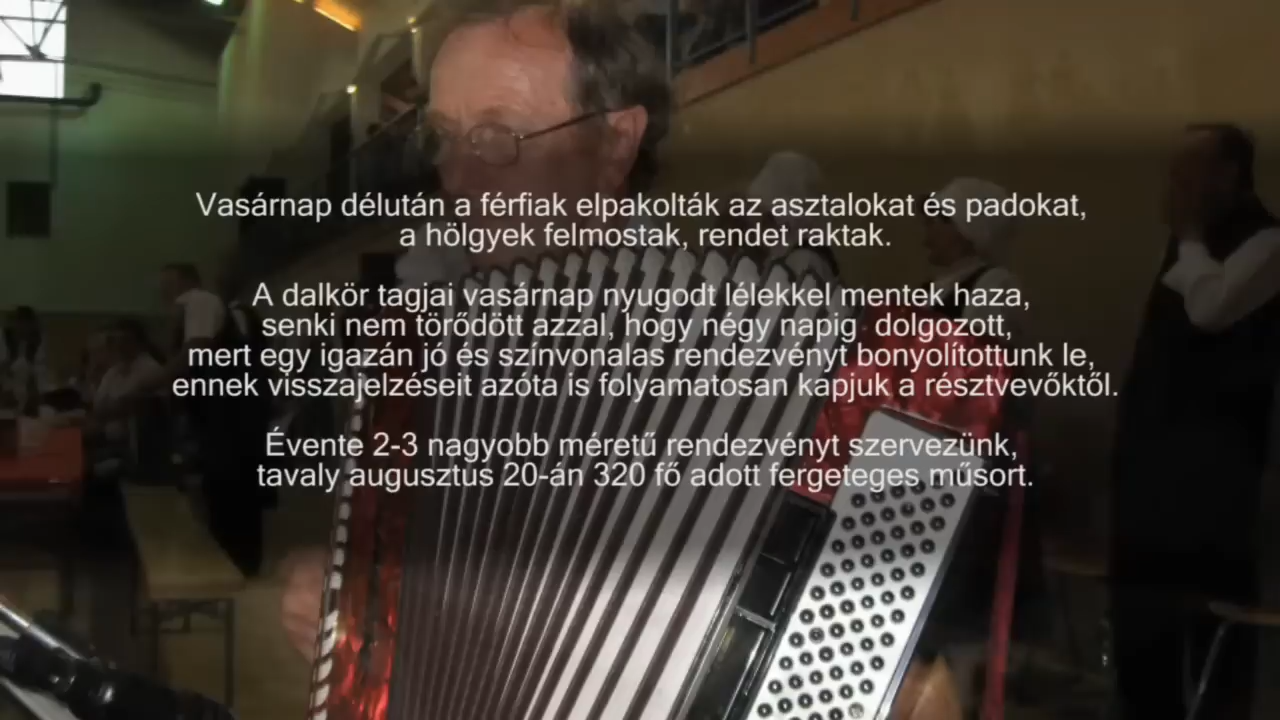 Vasárnap délután a férfiak elpakolták az asztalokat és padokat,
a hölgyek felmostak, rendet raktak.
A dalkör tagjai vasárnap nyugodt lélekkel mentek haza,
senki nem törődött azzal, hogy négy napig dolgozott,
mert egy igazán jó és színvonalas rendezvényt bonyolítottunk le,
ennek visszajelzéseit azóta is folyamatosan kapjuk a résztvevőktől.
Évente 2-3 nagyobb méretű rendezvényt szervezünk,
tavaly augusztus 20-án 320 fő adott fergeteges műsort.